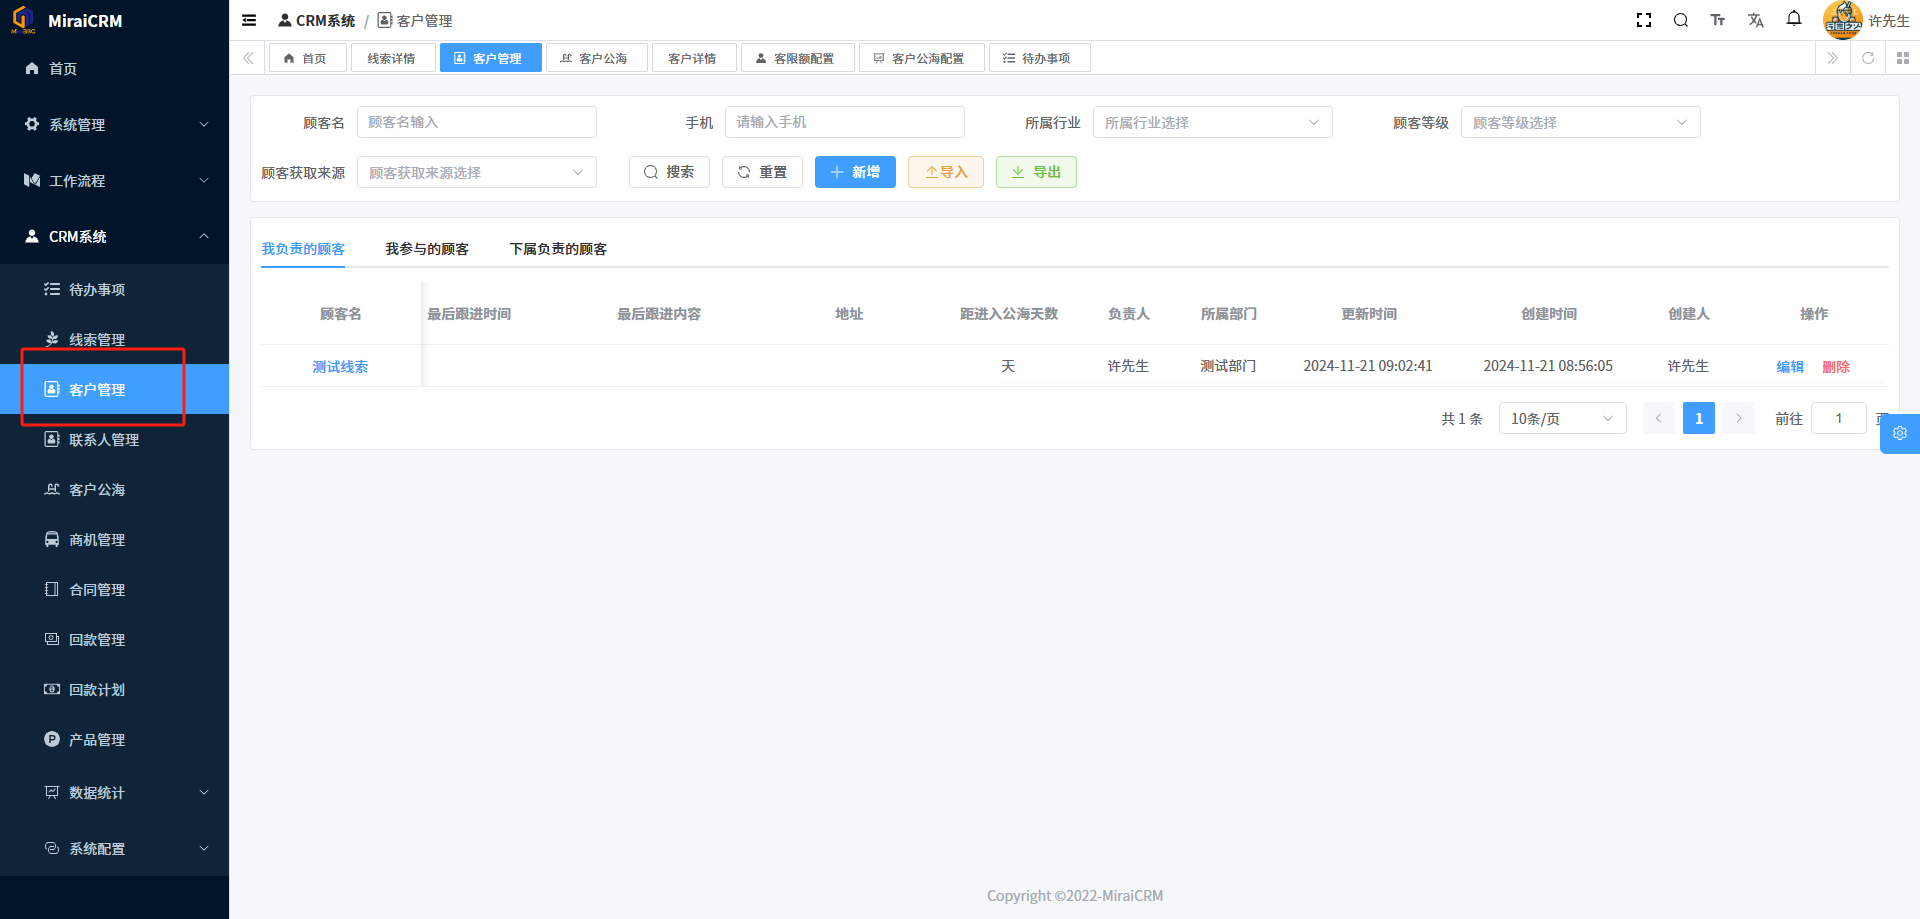 MiraiCRM
首页
系统管理
工作流程
CRM系统
待办事项
线索管理
客户管理
联系人管理
客户公海
商机管理
合同管理
回款管理
回款计划
产品管理
数据统计
系统配置
CRM系统 / 客户管理
许先生
首页 线索详情 客户管理 客户公海 客户详情 客限额配置 客户公海配置 待办事项
顾客名 顾客名输入 手机 请输入手机 所属行业 所属行业选择 顾客等级 顾客等级选择
顾客获取来源 顾客获取来源选择 搜索 重置 新增 导入 导出
我负责的顾客 我参与的顾客 下属负责的顾客
顾客名 最后跟进时间 最后跟进内容 地址 距进入公海天数 负责人 所属部门 更新时间 创建时间 创建人 操作
测试线索 天 许先生 测试部门 2024-11-21 09:02:41 2024-11-21 08:56:05 许先生 编辑 删除
共 1 条 10条/页 1 前往 1
Copyright ©2022-MiraiCRM